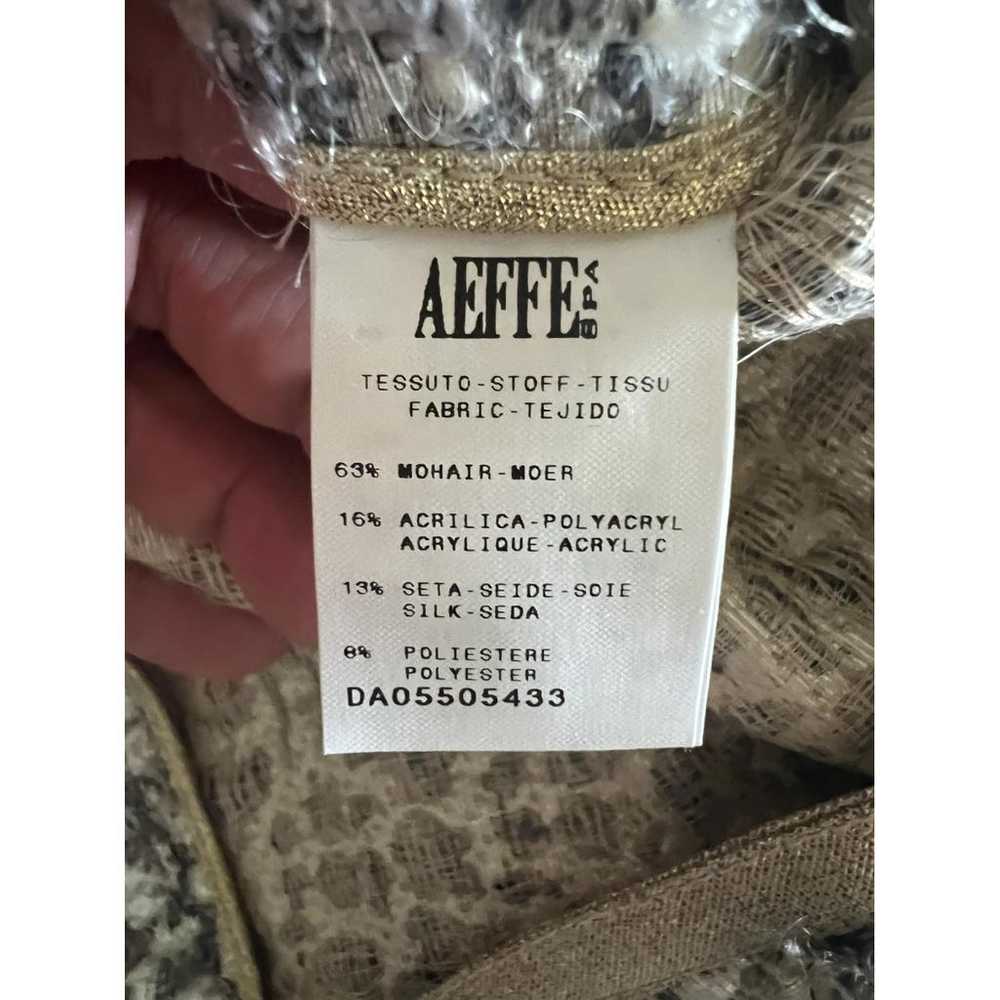 AEFFE SPA
TESSUTO-STOFF-TISSU
FABRIC-TEJIDO
63% MOHAIR-MOER
16% ACRILICA-POLYACRYL
ACRYLIQUE-ACRYLIC
13% SETA-SEIDE-SOIE
SILK-SEDA
8% POLIESTERE
POLYESTER
DA05505433